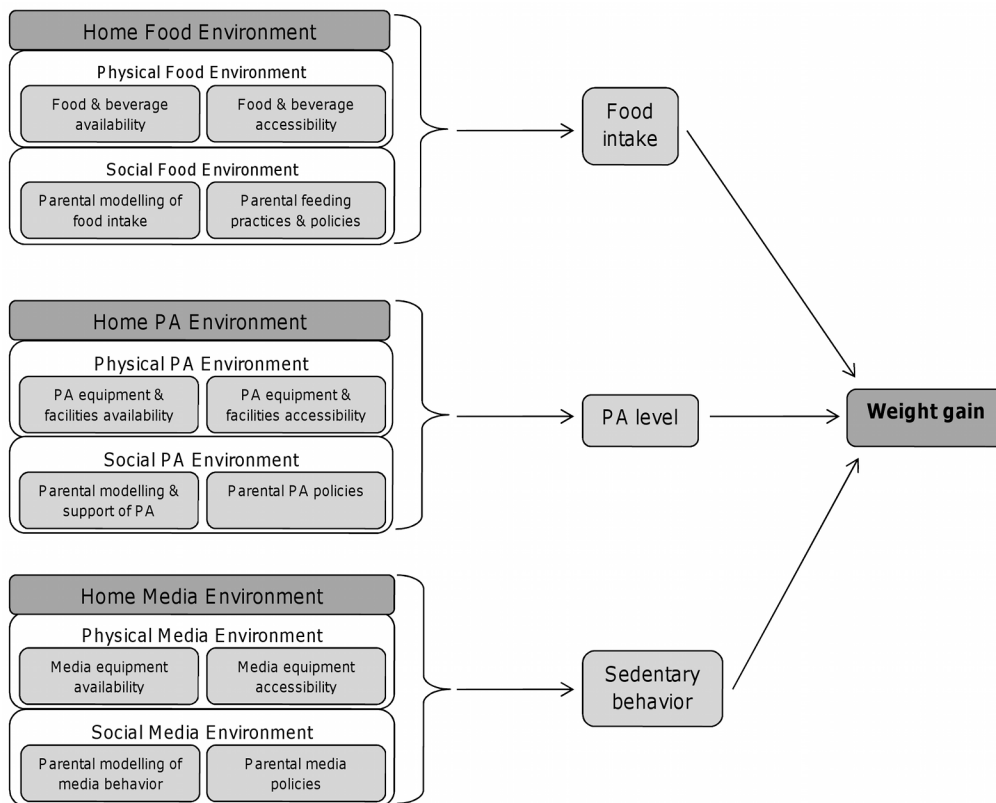 Home Food Environment
Physical Food Environment
Food & beverage
availability
Food & beverage
accessibility
Social Food Environment
Parental modelling of
food intake
Parental feeding
practices & policies
Food
intake
Home PA Environment
Physical PA Environment
PA equipment &
facilities availability
PA equipment &
facilities accessibility
Social PA Environment
Parental modelling &
support of PA
Parental PA policies
PA level
Weight gain
Home Media Environment
Physical Media Environment
Media equipment
availability
Media equipment
accessibility
Social Media Environment
Parental modelling of
media behavior
Parental media
policies
Sedentary
behavior